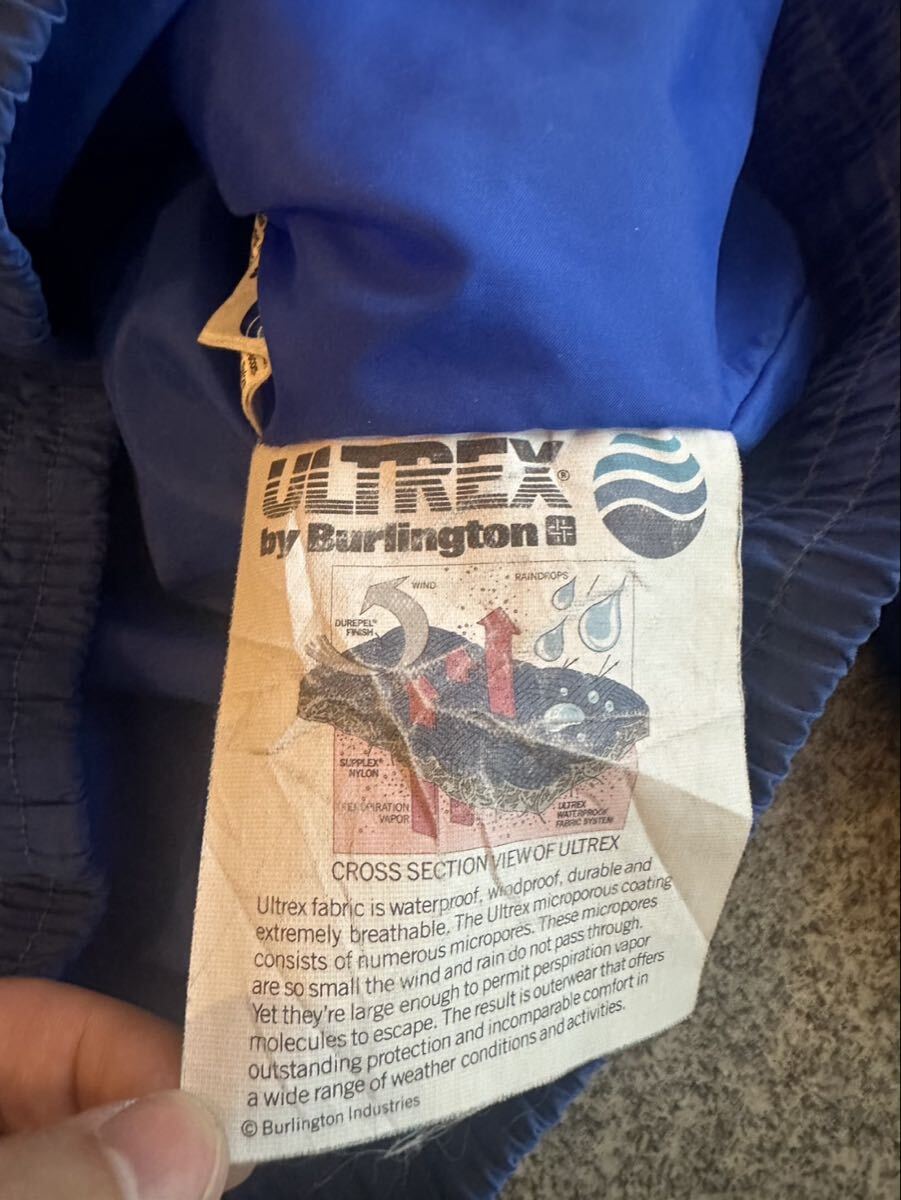 ULTREX®
by Burlington
WIND
RAINDROPS
DUREPEL®
FINISH
SUPPLEX®
NYLON
VAPOR
ULTREX
WATERPROOF
FABRIC SYSTEM
CROSS SECTION VIEW OF ULTREX
Ultrex fabric is waterproof, windproof, durable and
extremely breathable. The Ultrex microporous coating
consists of numerous micropores. These micropores
are so small the wind and rain do not pass through.
Yet they're large enough to permit perspiration vapor
molecules to escape. The result is outerwear that offers
outstanding protection and incomparable comfort in
a wide range of weather conditions and activities.
© Burlington Industries